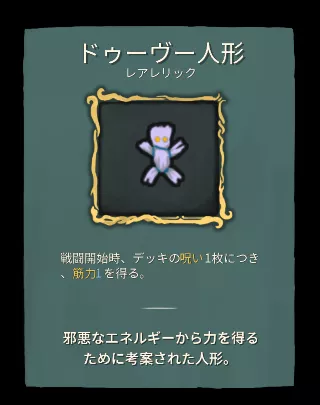 ドゥーヴー人形
レアレリック
戦闘開始時、デッキの呪い1枚につき
、筋力1を得る。
邪悪なエネルギーから力を得る
ために考案された人形。